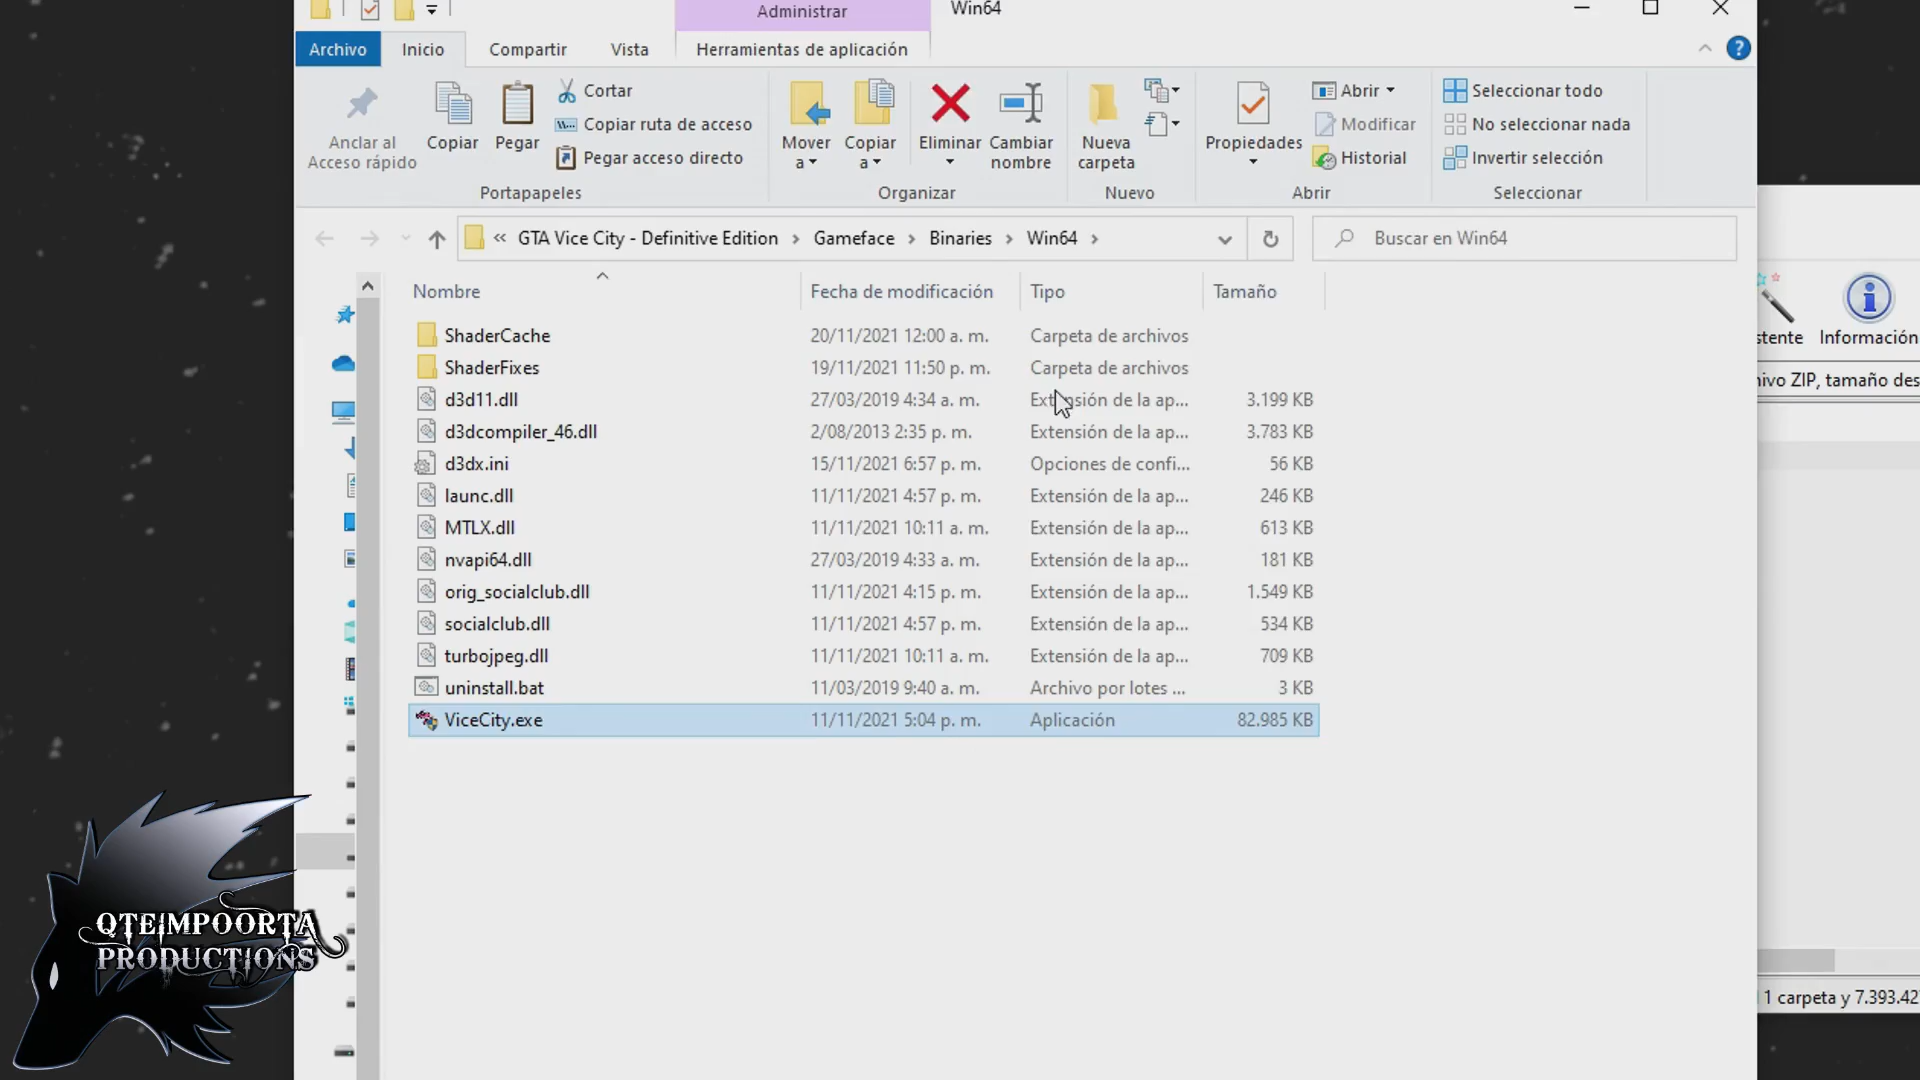 Administrar
Win64
Archivo
Inicio
Compartir
Vista
Herramientas de aplicación
?
Anclar al
Acceso rápido
Copiar
Pegar
Cortar
Copiar ruta de acceso
Pegar acceso directo
Portapapeles
Mover
a
Copiar
a
Eliminar
Cambiar
nombre
Organizar
Nueva
carpeta
Nuevo
Propiedades
Abrir
Modificar
Historial
Abrir
Seleccionar todo
No seleccionar nada
Invertir selección
Seleccionar
« GTA Vice City - Definitive Edition > Gameface > Binaries > Win64 >
Buscar en Win64
Nombre Fecha de modificación Tipo Tamaño
ShaderCache 20/11/2021 12:00 a. m. Carpeta de archivos
ShaderFixes 19/11/2021 11:50 p. m. Carpeta de archivos
d3d11.dll 27/03/2019 4:34 a. m. Extensión de la ap... 3.199 KB
d3dcompiler_46.dll 2/08/2013 2:35 p. m. Extensión de la ap... 3.783 KB
d3dx.ini 15/11/2021 6:57 p. m. Opciones de confi... 56 KB
launc.dll 11/11/2021 4:57 p. m. Extensión de la ap... 246 KB
MTLX.dll 11/11/2021 10:11 a. m. Extensión de la ap... 613 KB
nvapi64.dll 27/03/2019 4:33 a. m. Extensión de la ap... 181 KB
orig_socialclub.dll 11/11/2021 4:15 p. m. Extensión de la ap... 1.549 KB
socialclub.dll 11/11/2021 4:57 p. m. Extensión de la ap... 534 KB
turbojpeg.dll 11/11/2021 10:11 a. m. Extensión de la ap... 709 KB
uninstall.bat 11/03/2019 9:40 a. m. Archivo por lotes ... 3 KB
ViceCity.exe 11/11/2021 5:04 p. m. Aplicación 82.985 KB
stente Información
ivo ZIP, tamaño des
1 carpeta y 7.393.42
QTEIMPOORTA
PRODUCTIONS